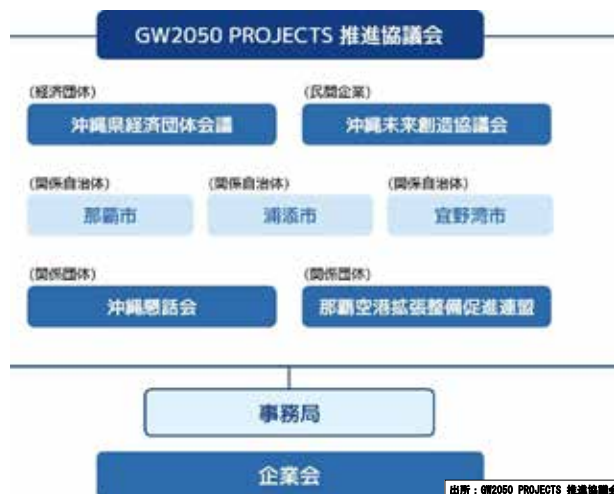 GW2050 PROJECTS 推進協議会
(経済団体)
(民間企業)
沖縄県経済団体会議
沖縄未来創造協議会
(関係自治体)
(関係自治体)
(関係自治体)
那覇市
浦添市
宜野湾市
(関係団体)
(関係団体)
沖縄懇話会
那覇空港拡張整備促進連盟
事務局
企業会
出所：GW2050 PROJECTS 推進協議会